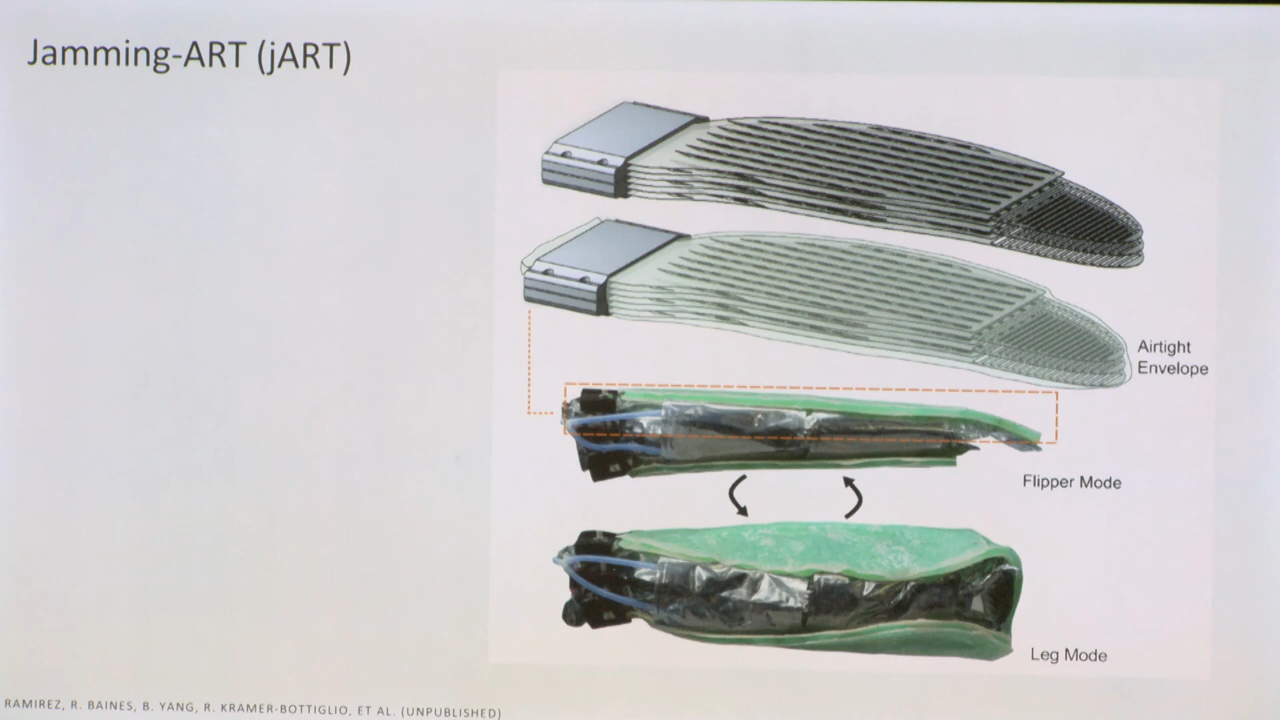 Jamming-ART (jART)
Airtight
Envelope
Flipper Mode
Leg Mode
RAMIREZ, R. BAINES, B. YANG, R. KRAMER-BOTTIGLIO, ET AL. (UNPUBLISHED)